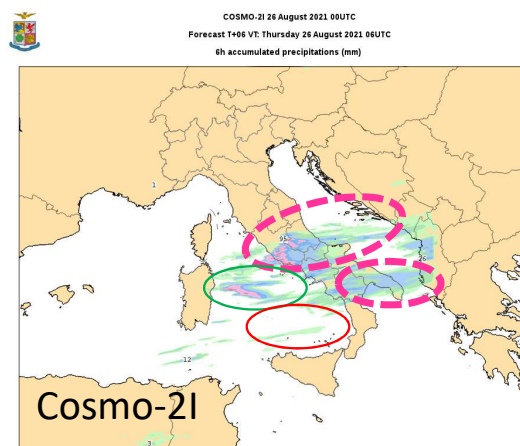 COSMO-2I 26 August 2021 00UTC
Forecast T+06 VT: Thursday 26 August 2021 06UTC
6h accumulated precipitations (mm)
1
95
26
12
4
3
Cosmo-2I